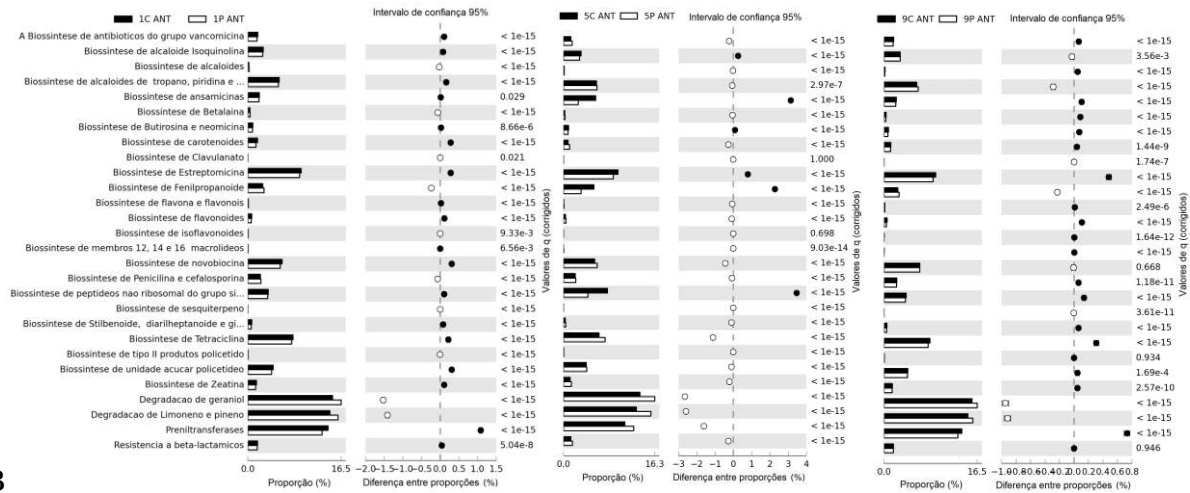 1C ANT 1P ANT Intervalo de confiança 95% 5C ANT 5P ANT Intervalo de confiança 95% 9C ANT 9P ANT Intervalo de confiança 95%
A Biossintese de antibioticos do grupo vancomicina < 1e-15 < 1e-15 < 1e-15
Biossintese de alcaloide Isoquinolina < 1e-15 < 1e-15 3.56e-3
Biossintese de alcaloides < 1e-15 < 1e-15 < 1e-15
Biossintese de alcaloides de tropano, piridina e ... < 1e-15 2.97e-7 < 1e-15
Biossintese de ansamicinas 0.029 < 1e-15 < 1e-15
Biossintese de Betalaina < 1e-15 < 1e-15 < 1e-15
Biossintese de Butirosina e neomicina 8.66e-6 < 1e-15 < 1e-15
Biossintese de carotenoides < 1e-15 < 1e-15 1.44e-9
Biossintese de Clavulanato 0.021 1.000 1.74e-7
Biossintese de Estreptomicina < 1e-15 < 1e-15 < 1e-15
Biossintese de Fenilpropanoide < 1e-15 < 1e-15 < 1e-15
Biossintese de flavona e flavonois < 1e-15 < 1e-15 2.49e-6
Biossintese de flavonoides < 1e-15 < 1e-15 < 1e-15
Biossintese de isoflavonoides 9.33e-3 0.698 1.64e-12
Biossintese de membros 12, 14 e 16 macrolideos 6.56e-3 9.03e-14 < 1e-15
Biossintese de novobiocina < 1e-15 < 1e-15 0.668
Biossintese de Penicilina e cefalosporina < 1e-15 < 1e-15 1.18e-11
Biossintese de peptideos nao ribosomal do grupo si... < 1e-15 < 1e-15 < 1e-15
Biossintese de sesquiterpeno < 1e-15 < 1e-15 3.61e-11
Biossintese de Stilbenoide, diarilheptanoide e gi... < 1e-15 < 1e-15 < 1e-15
Biossintese de Tetraciclina < 1e-15 < 1e-15 < 1e-15
Biossintese de tipo II produtos policetido < 1e-15 < 1e-15 0.934
Biossintese de unidade acucar policetideo < 1e-15 < 1e-15 1.69e-4
Biossintese de Zeatina < 1e-15 < 1e-15 2.57e-10
Degradacao de geraniol < 1e-15 < 1e-15 < 1e-15
Degradacao de Limoneno e pineno < 1e-15 < 1e-15 < 1e-15
Preniltransferases < 1e-15 < 1e-15 < 1e-15
Resistencia a beta-lactamicos 5.04e-8 < 1e-15 0.946
Valores de q (corrigidos)
Valores de q (corrigidos)
Valores de q (corrigidos)
0.0 16.5 −2.0−1.5−1.0−0.5 0.0 0.5 1.0 1.5 0.0 16.3 −3 −2 −1 0 1 2 3 4 0.0 16.5 −1.0−0.8−0.6−0.4−0.20.0 0.2 0.4 0.6 0.8
Proporção (%) Diferença entre proporções (%) Proporção (%) Diferença entre proporções (%) Proporção (%) Diferença entre proporções (%)